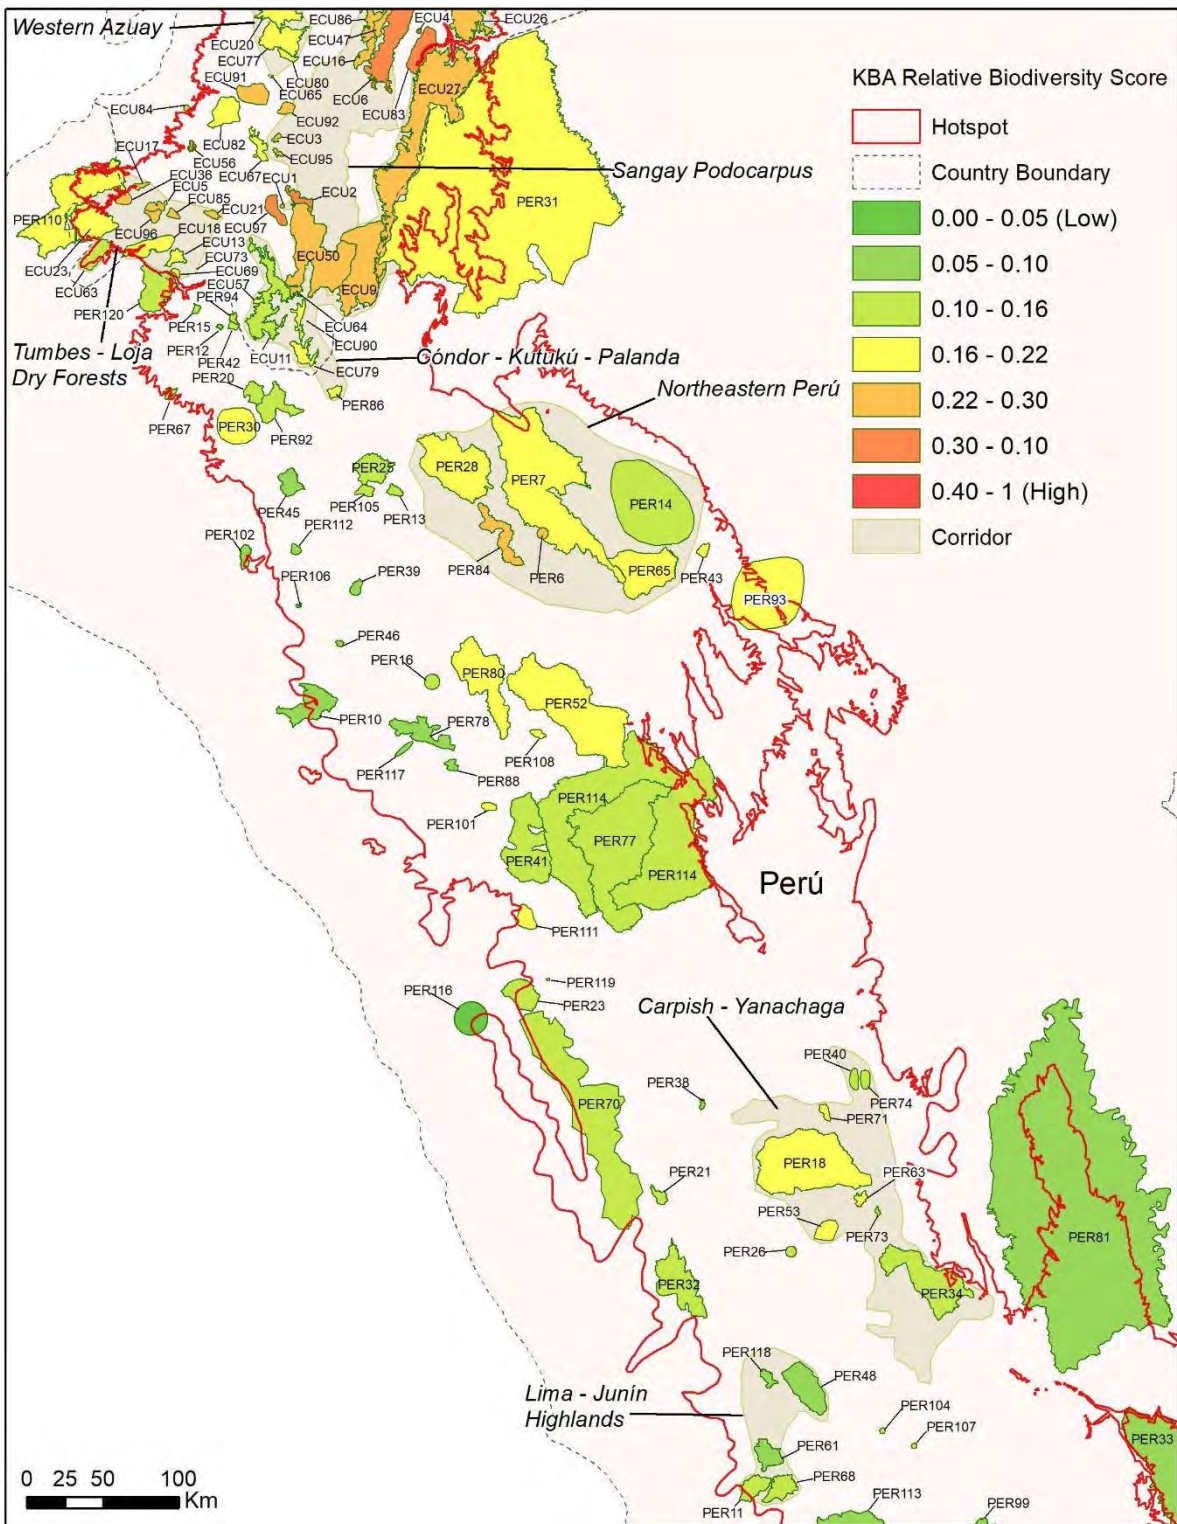 Western Azuay
ECU20
ECU77
ECU91
ECU84
ECU86
ECU47
ECU16
ECU4
ECU26
ECU80
ECU65
ECU6
ECU83
ECU27
ECU92
ECU3
ECU82
ECU56
ECU95
ECU17
ECU36
ECU5
ECU85
ECU67
ECU1
ECU2
ECU21
Sangay Podocarpus
PER31
PER110
ECU96
ECU18
ECU97
ECU13
ECU73
ECU50
ECU23
ECU63
ECU69
ECU57
ECU9
PER94
PER120
PER15
ECU64
ECU90
PER12
PER42
ECU11
ECU79
Tumbes - Loja
Dry Forests
Cóndor - Kutukú - Palanda
PER20
PER86
Northeastern Perú
PER67
PER30
PER92
PER25
PER28
PER7
PER14
PER45
PER105
PER13
PER112
PER102
PER84
PER6
PER65
PER43
PER39
PER106
PER93
PER46
PER16
PER80
PER52
PER10
PER78
PER108
PER117
PER88
PER114
PER101
PER77
PER41
PER114
Perú
PER111
PER119
PER116
PER23
Carpish - Yanachaga
PER40
PER38
PER74
PER70
PER71
PER18
PER63
PER21
PER53
PER73
PER26
PER81
PER32
PER34
PER118
PER48
Lima - Junín
Highlands
PER104
PER107
PER61
PER33
PER68
PER11
PER113
PER99
KBA Relative Biodiversity Score
Hotspot
Country Boundary
0.00 - 0.05 (Low)
0.05 - 0.10
0.10 - 0.16
0.16 - 0.22
0.22 - 0.30
0.30 - 0.10
0.40 - 1 (High)
Corridor
0 25 50 100
Km